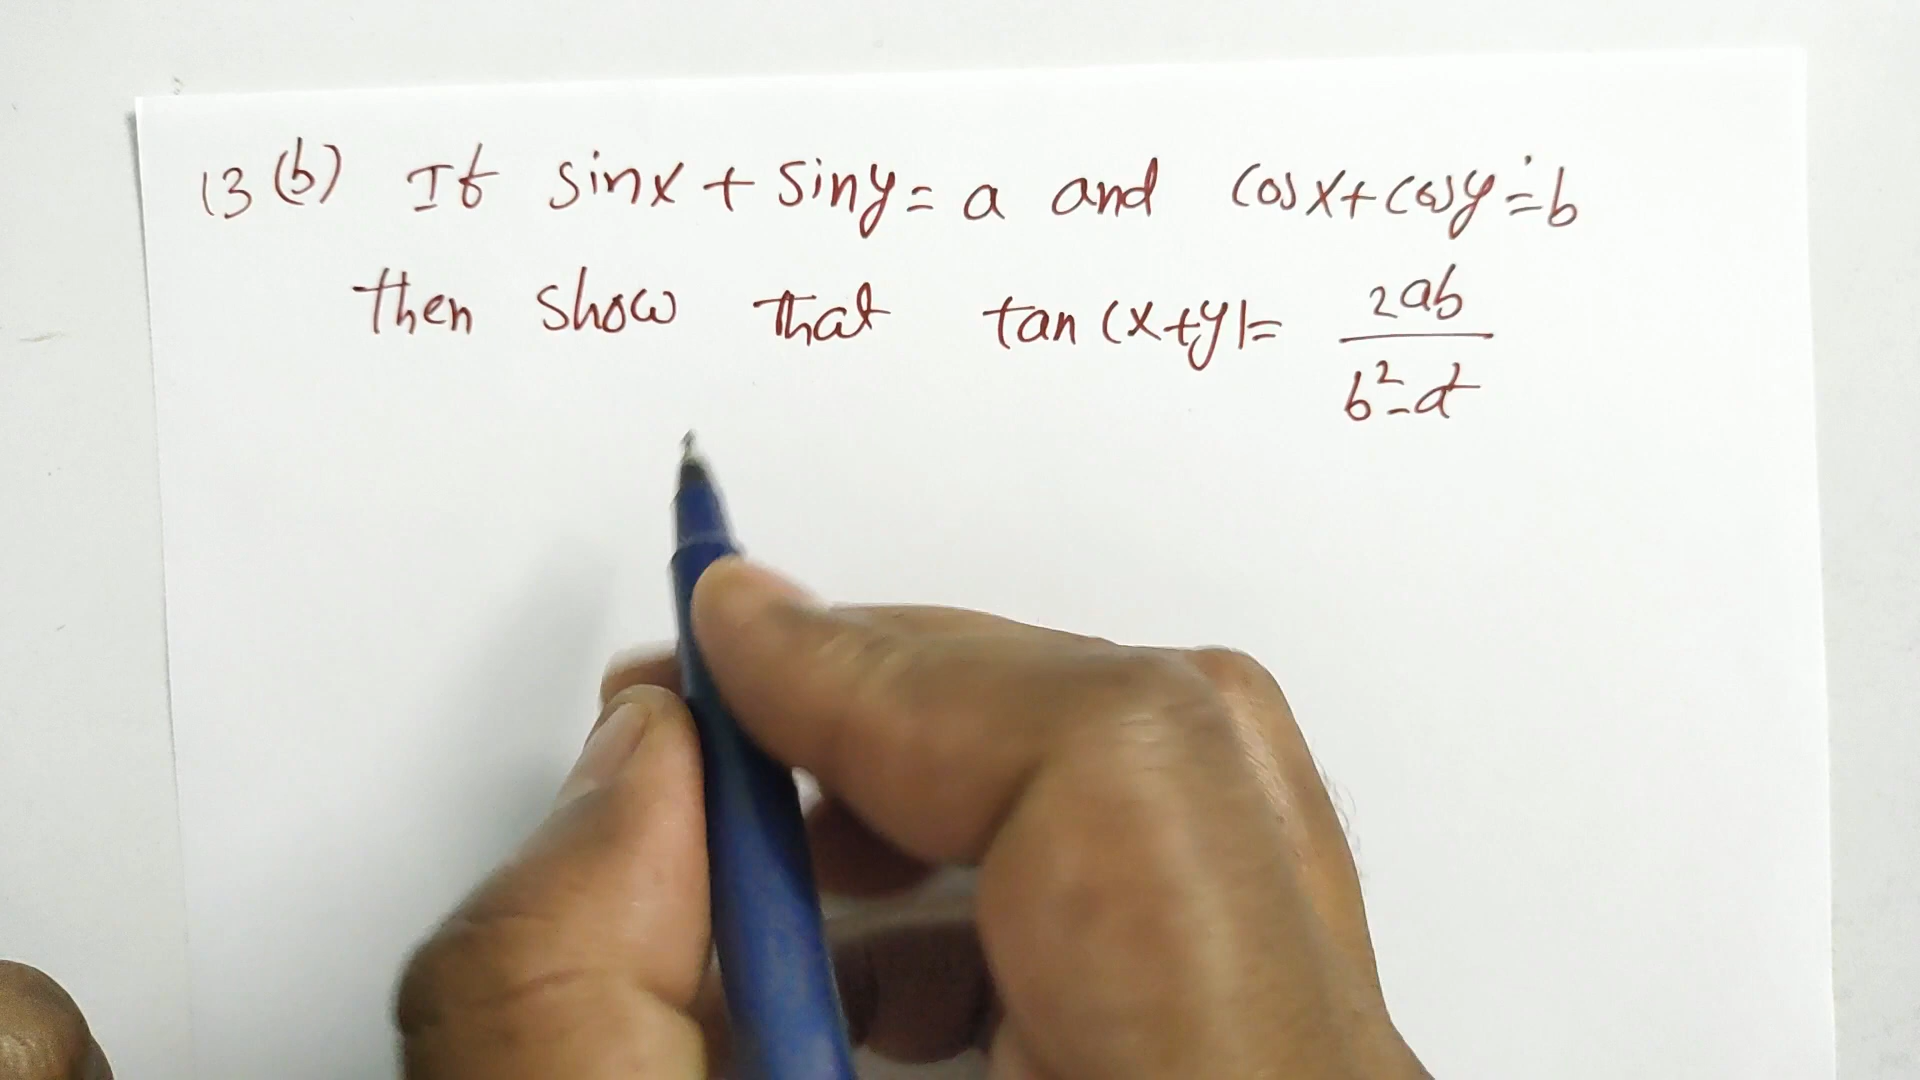 13 (b) If sinx + siny = a and cosx + cosy = b
then show that tan (x+y) = 2ab / b² - a²